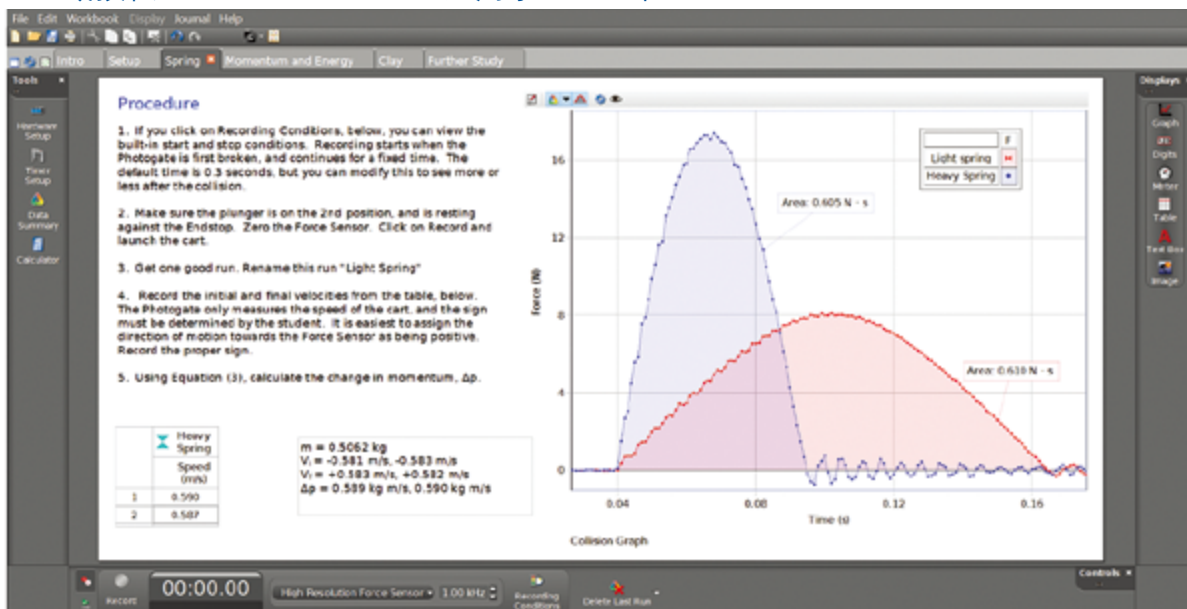 File Edit Workbook Display Journal Help
Intro Setup Spring Momentum and Energy Clay Further Study
Tools
Hardware
Setup
Timer
Setup
Data
Summary
Calculator
Procedure
1. If you click on Recording Conditions, below, you can view the
built-in start and stop conditions. Recording starts when the
Photogate is first broken, and continues for a fixed time. The
default time is 0.3 seconds, but you can modify this to see more or
less after the collision.
2. Make sure the plunger is on the 2nd position, and is resting
against the Endstop. Zero the Force Sensor. Click on Record and
launch the cart.
3. Get one good run. Rename this run "Light Spring"
4. Record the initial and final velocities from the table, below.
The Photogate only measures the speed of the cart, and the sign
must be determined by the student. It is easiest to assign the
direction of motion towards the Force Sensor as being positive.
Record the proper sign.
5. Using Equation (3), calculate the change in momentum, Δp.
Heavy
Spring
Speed
(m/s)
1 0.590
2 0.587
m = 0.5062 kg
Vᵢ = -0.581 m/s, -0.583 m/s
V_f = +0.583 m/s, +0.582 m/s
Δp = 0.589 kg m/s, 0.590 kg m/s
F
Light spring
Heavy Spring
Area: 0.605 N · s
Area: 0.610 N · s
Force (N)
16
12
8
4
0
0.04 0.08 0.12 0.16
Time (s)
Collision Graph
Displays
Graph
Digits
Meter
Table
Text Box
Image
Record
00:00.00
High Resolution Force Sensor
1.00 kHz
Recording
Conditions
Delete Last Run
Controls